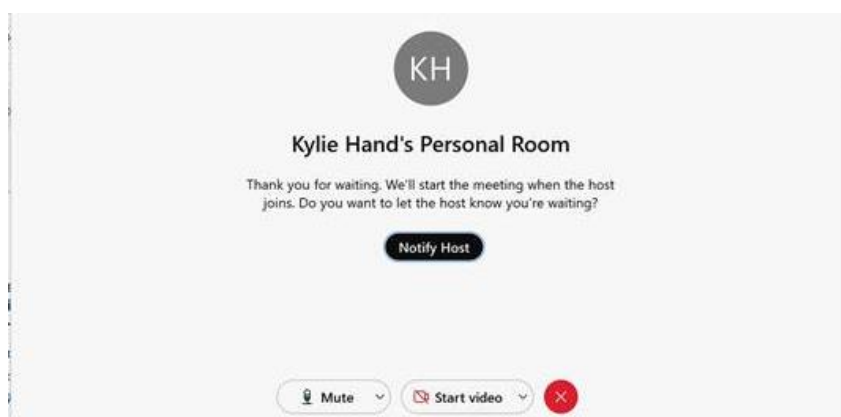 KH
Kylie Hand's Personal Room
Thank you for waiting. We'll start the meeting when the host
joins. Do you want to let the host know you're waiting?
Notify Host
Mute
Start video